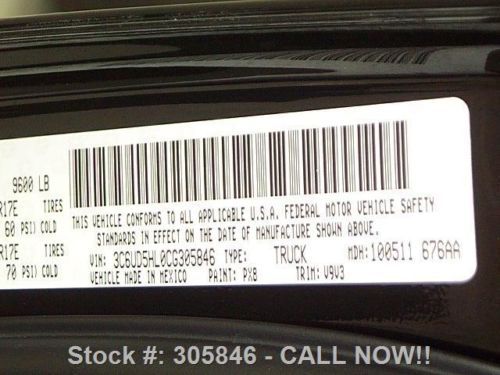 9600 LB
R17E TIRES
60 PSI) COLD
R17E TIRES
70 PSI) COLD
THIS VEHICLE CONFORMS TO ALL APPLICABLE U.S.A. FEDERAL MOTOR VEHICLE SAFETY
STANDARDS IN EFFECT ON THE DATE OF MANUFACTURE SHOWN ABOVE.
VIN: 3C6UD5HL0CG305846 TYPE: TRUCK MDH: 100511 676AA
VEHICLE MADE IN MEXICO PAINT: PX8 TRIM: V9V3
Stock #: 305846 - CALL NOW!!